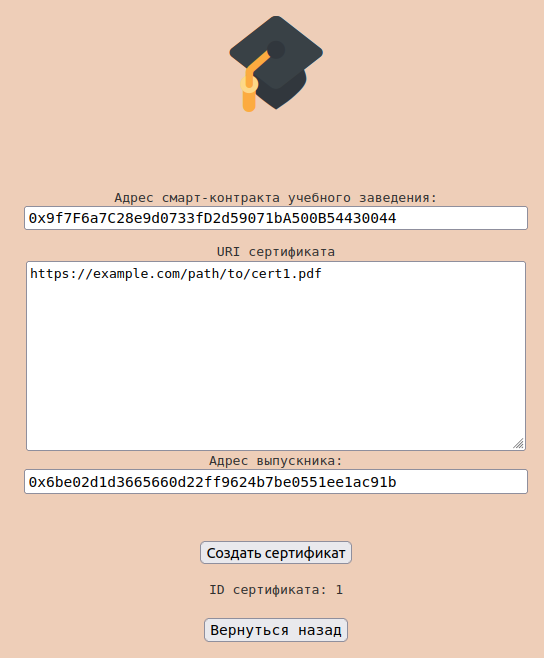 Адрес смарт-контракта учебного заведения:
0x9f7F6a7C28e9d0733fD2d59071bA500B54430044
URI сертификата
https://example.com/path/to/cert1.pdf
Адрес выпускника:
0x6be02d1d3665660d22ff9624b7be0551ee1ac91b
Создать сертификат
ID сертификата: 1
Вернуться назад